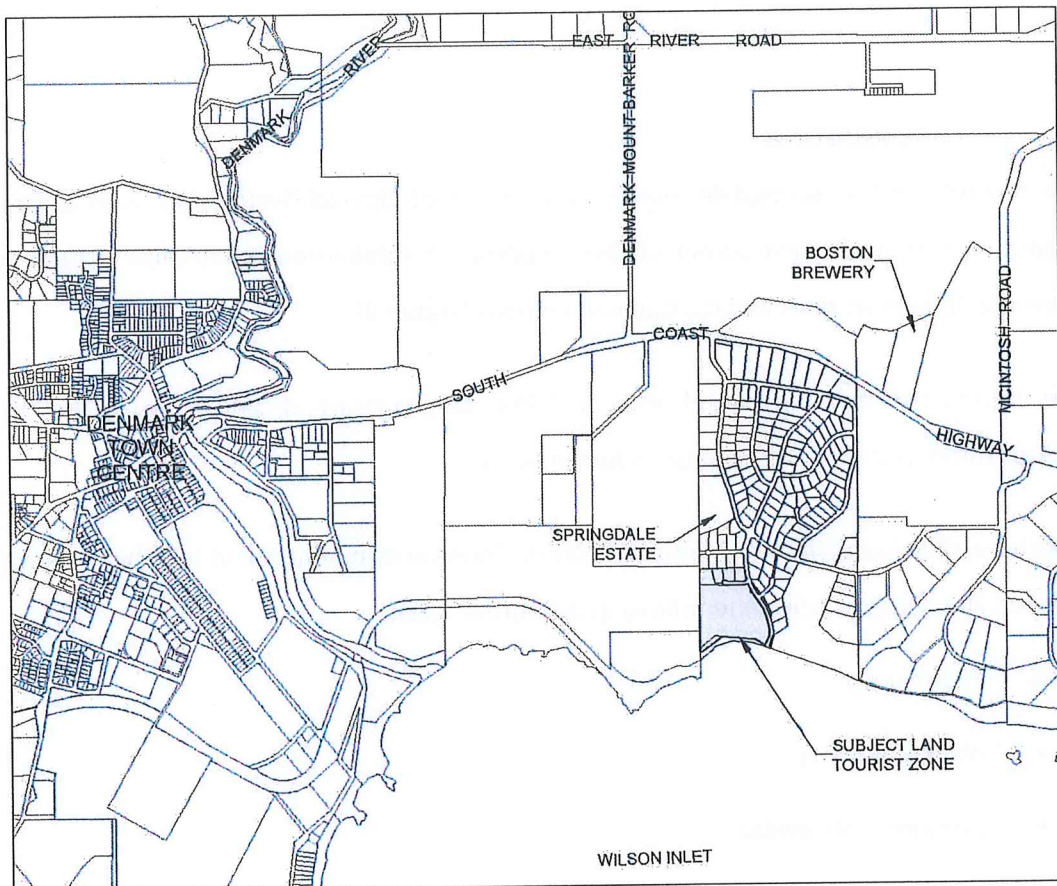 EAST RIVER ROAD
RIVER
DENMARK
DENMARK-MOUNT BARKER RO
BOSTON
BREWERY
MCINTOSH ROAD
COAST
SOUTH
HIGHWAY
DENMARK
TOWN
CENTRE
SPRINGDALE
ESTATE
SUBJECT LAND
TOURIST ZONE
WILSON INLET